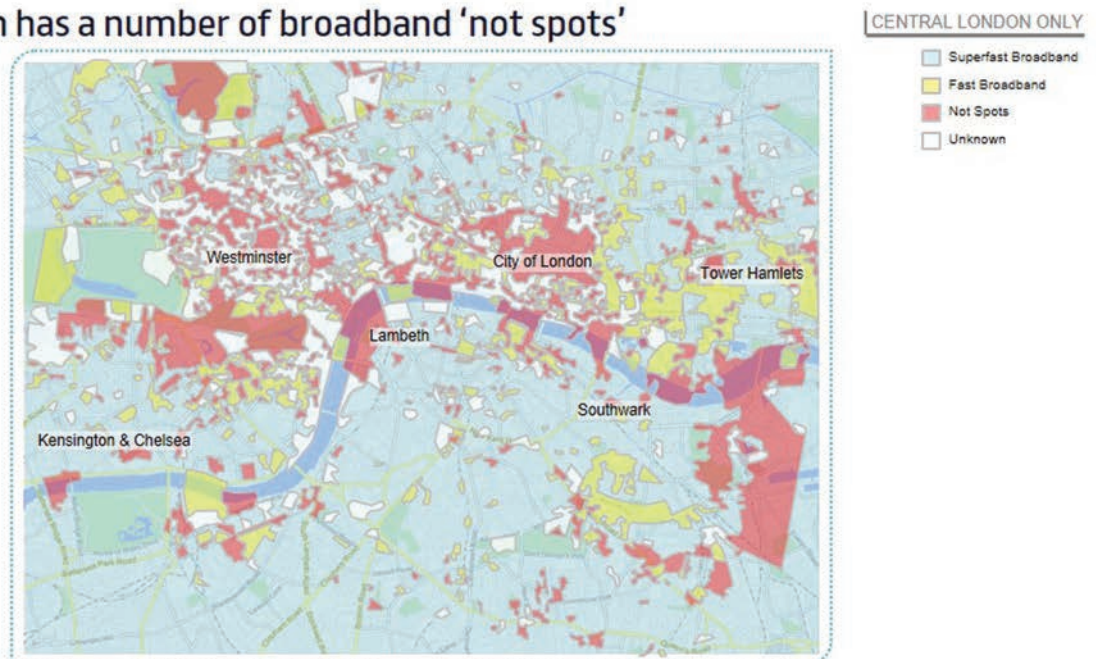 n has a number of broadband ‘not spots’
CENTRAL LONDON ONLY
Superfast Broadband
Fast Broadband
Not Spots
Unknown
Westminster
City of London
Tower Hamlets
Lambeth
Southwark
Kensington & Chelsea